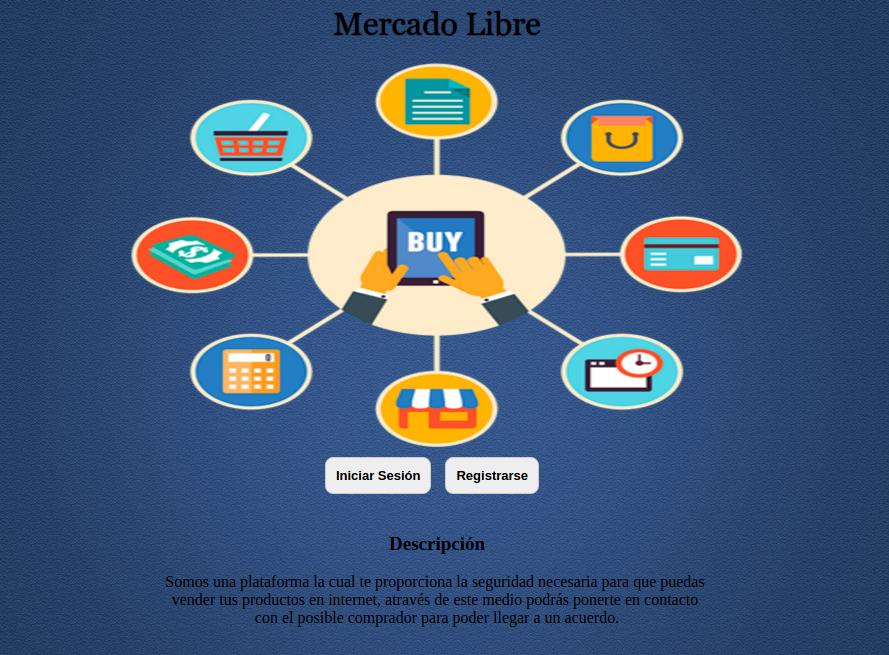 Mercado Libre
BUY
$
0
Iniciar Sesión Registrarse
Descripción
Somos una plataforma la cual te proporciona la seguridad necesaria para que puedas
vender tus productos en internet, através de este medio podrás ponerte en contacto
con el posible comprador para poder llegar a un acuerdo.